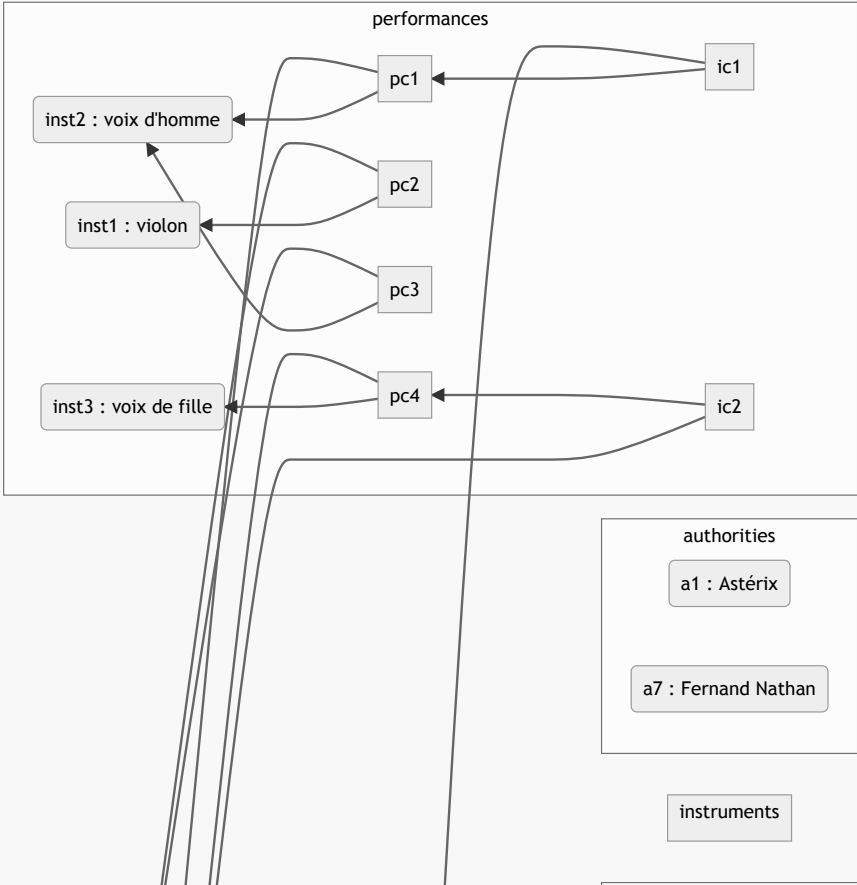 performances
pc1
ic1
inst2 : voix d'homme
pc2
inst1 : violon
pc3
pc4
inst3 : voix de fille
ic2
authorities
a1 : Astérix
a7 : Fernand Nathan
instruments